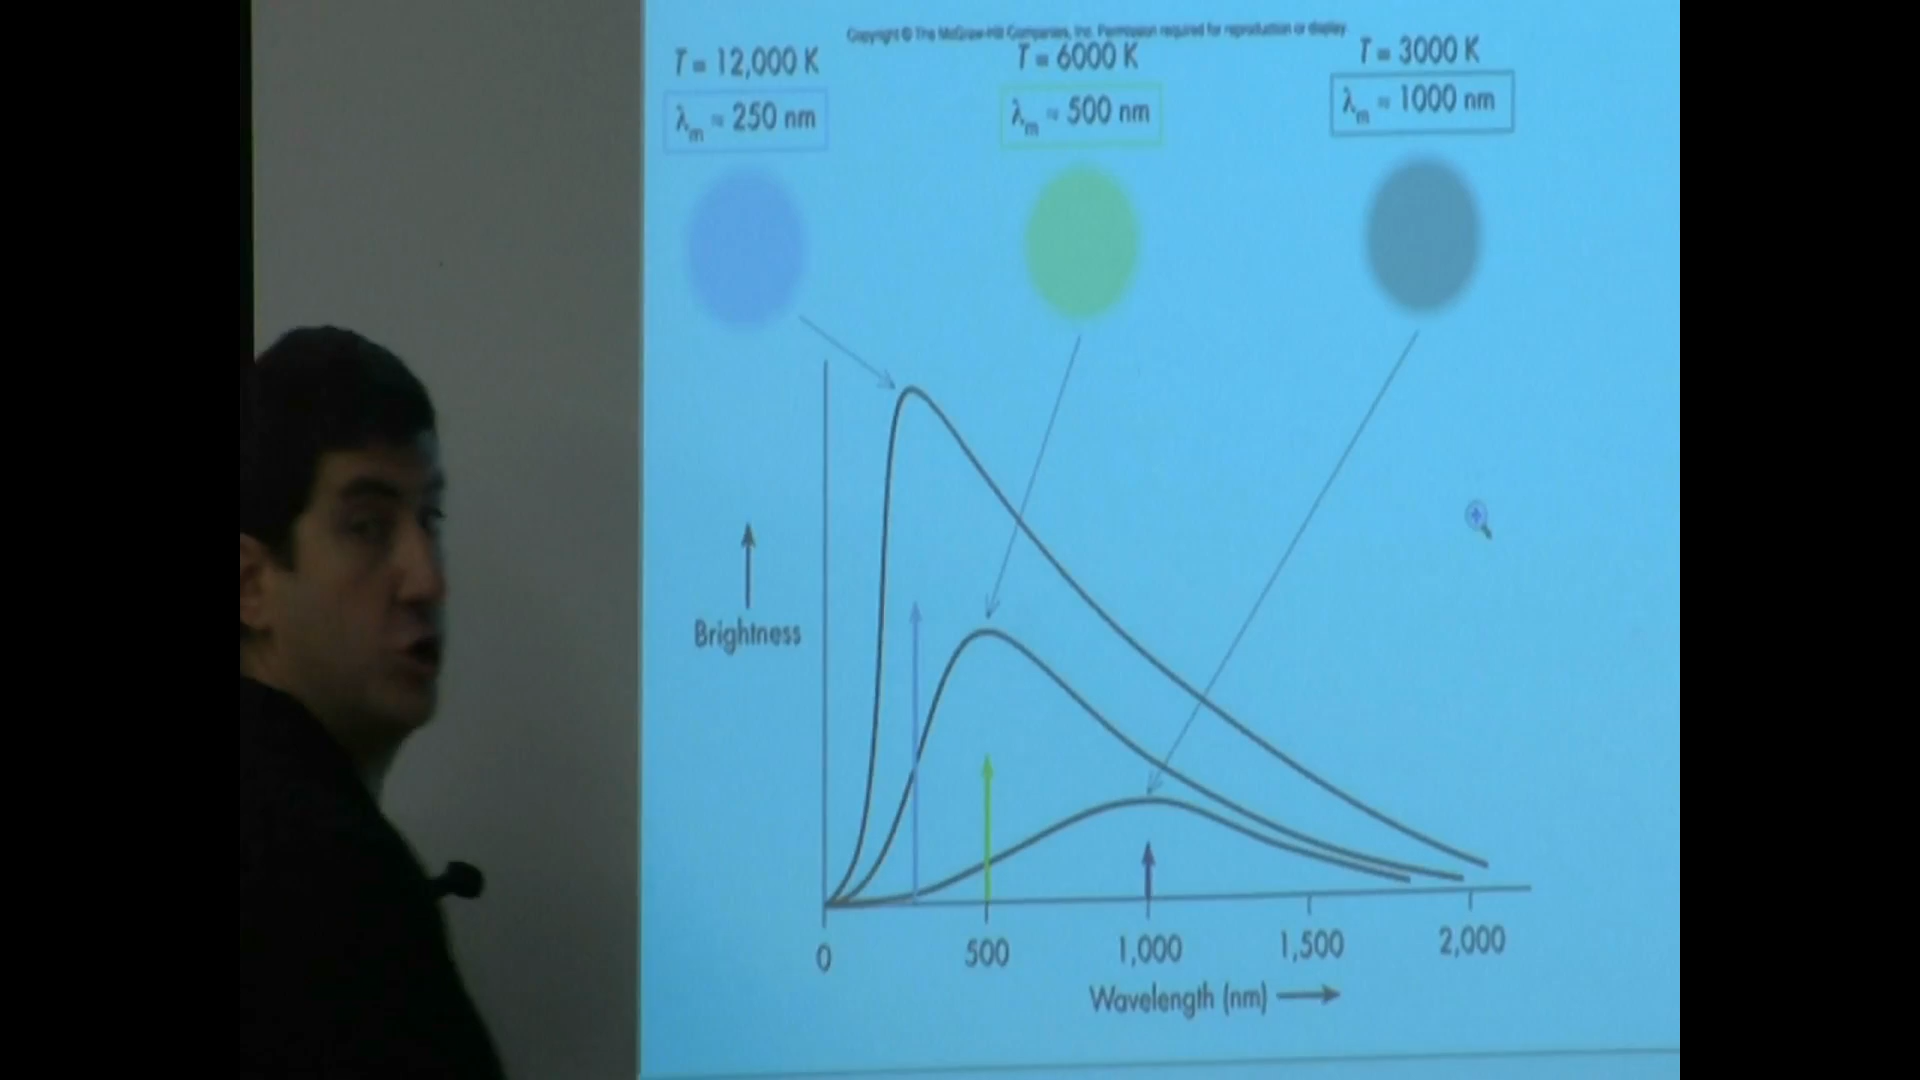 Copyright © The McGraw-Hill Companies, Inc. Permission required for reproduction or display
T = 12,000 K
λm ≈ 250 nm
T = 6000 K
λm ≈ 500 nm
T = 3000 K
λm ≈ 1000 nm
Brightness
0
500
1,000
1,500
2,000
Wavelength (nm)